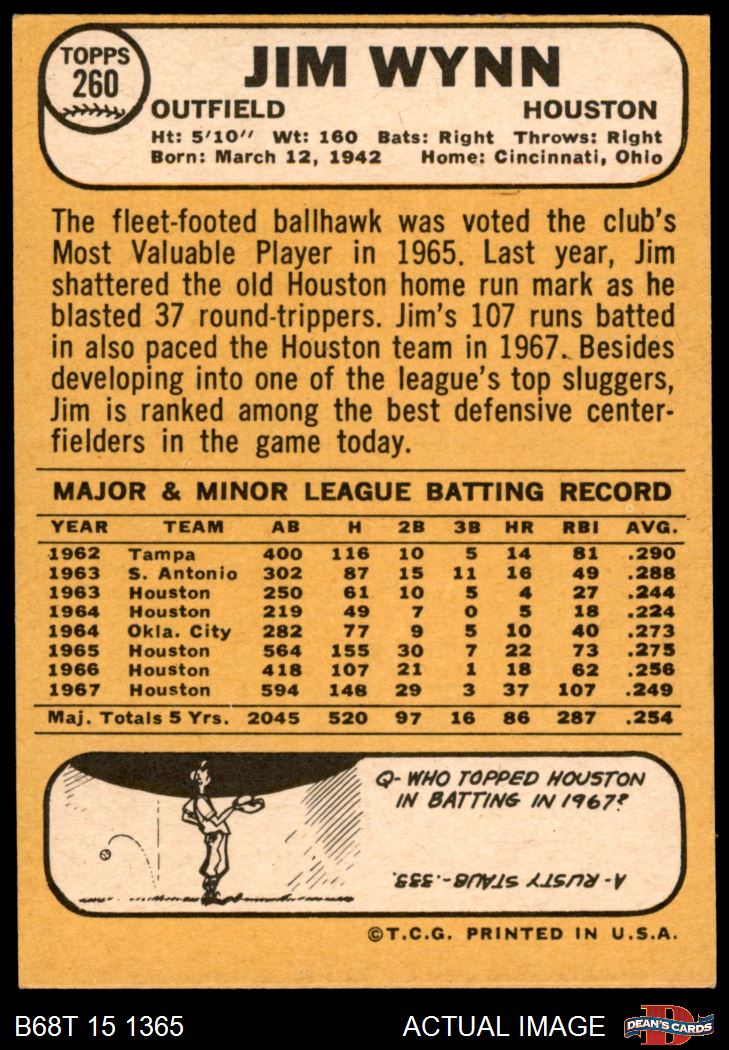 TOPPS
260
JIM WYNN
OUTFIELD HOUSTON
Ht: 5'10" Wt: 160 Bats: Right Throws: Right
Born: March 12, 1942 Home: Cincinnati, Ohio
The fleet-footed ballhawk was voted the club's
Most Valuable Player in 1965. Last year, Jim
shattered the old Houston home run mark as he
blasted 37 round-trippers. Jim's 107 runs batted
in also paced the Houston team in 1967. Besides
developing into one of the league's top sluggers,
Jim is ranked among the best defensive center-
fielders in the game today.
MAJOR & MINOR LEAGUE BATTING RECORD
YEAR TEAM AB H 2B 3B HR RBI AVG.
1962 Tampa 400 116 10 5 14 81 .290
1963 S. Antonio 302 87 15 11 16 49 .288
1963 Houston 250 61 10 5 4 27 .244
1964 Houston 219 49 7 0 5 18 .224
1964 Okla. City 282 77 9 5 10 40 .273
1965 Houston 564 155 30 7 22 73 .275
1966 Houston 418 107 21 1 18 62 .256
1967 Houston 594 148 29 3 37 107 .249
Maj. Totals 5 Yrs. 2045 520 97 16 86 287 .254
Q- WHO TOPPED HOUSTON
IN BATTING IN 1967?
A- RUSTY STAUB-.333.
©T.C.G. PRINTED IN U.S.A.
B68T 15 1365 ACTUAL IMAGE
D
DEAN'S CARDS